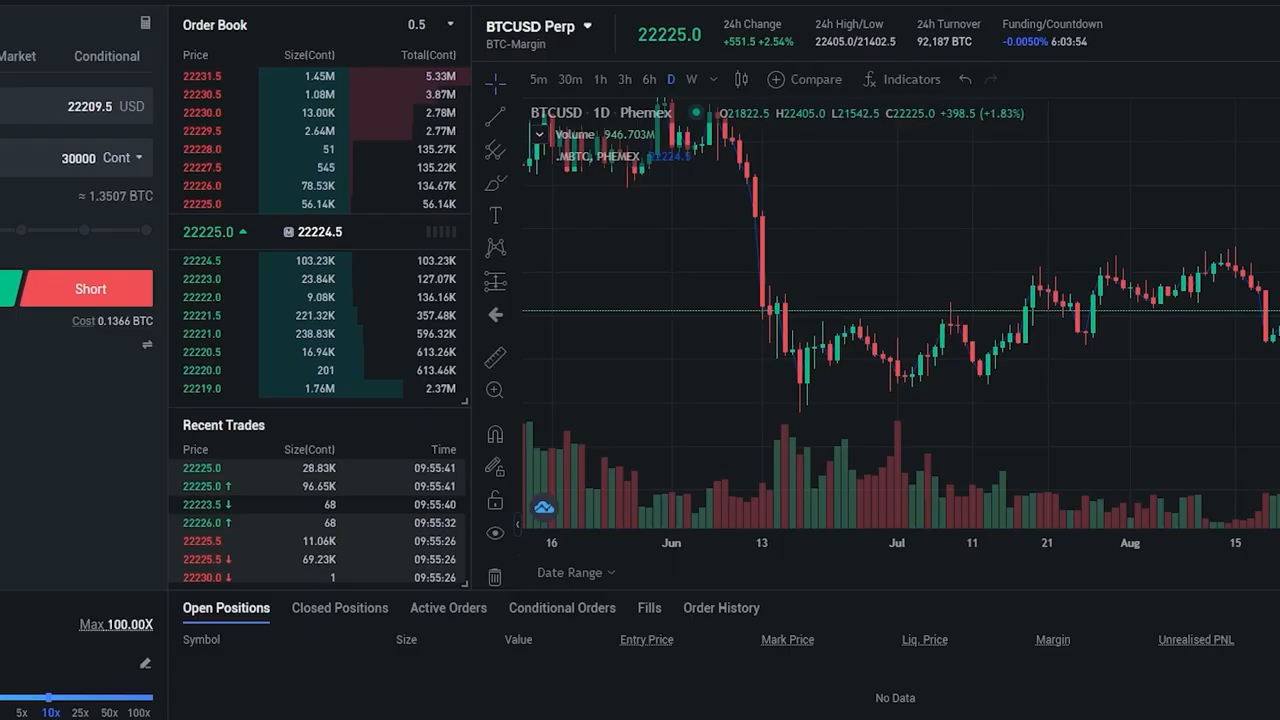 Market Conditional
22209.5 USD
30000 Cont
≈ 1.3507 BTC
Short
Cost 0.1366 BTC
Max 100.00X
5x 10x 25x 50x 100x
Order Book 0.5
Price Size(Cont) Total(Cont)
22231.5 1.45M 5.33M
22230.5 1.08M 3.87M
22230.0 13.00K 2.78M
22229.5 2.64M 2.77M
22228.0 51 135.27K
22227.5 545 135.22K
22226.0 78.53K 134.67K
22225.0 56.14K 56.14K
22225.0 22224.5
22224.5 103.23K 103.23K
22223.0 23.84K 127.07K
22222.0 9.08K 136.16K
22221.5 221.32K 357.48K
22221.0 238.83K 596.32K
22220.5 16.94K 613.26K
22220.0 201 613.46K
22219.0 1.76M 2.37M
Recent Trades
Price Size(Cont) Time
22225.0 28.83K 09:55:41
22225.0 ↑ 96.65K 09:55:41
22223.5 ↓ 68 09:55:40
22226.0 ↑ 68 09:55:32
22225.5 11.06K 09:55:26
22225.5 ↓ 69.23K 09:55:26
22230.0 ↓ 1 09:55:26
BTCUSD Perp
BTC-Margin
22225.0
24h Change
+551.5 +2.54%
24h High/Low
22405.0/21402.5
24h Turnover
92,187 BTC
Funding/Countdown
-0.0050% 6:03:54
5m 30m 1h 3h 6h D W Compare Indicators
BTCUSD · 1D · Phemex O21822.5 H22405.0 L21542.5 C22225.0 +398.5 (+1.83%)
Volume 946.703M
.MBTC, PHEMEX 22224.5
16 Jun 13 Jul 11 21 Aug 15
Date Range
Open Positions Closed Positions Active Orders Conditional Orders Fills Order History
Symbol Size Value Entry Price Mark Price Liq. Price Margin Unrealised PNL
No Data